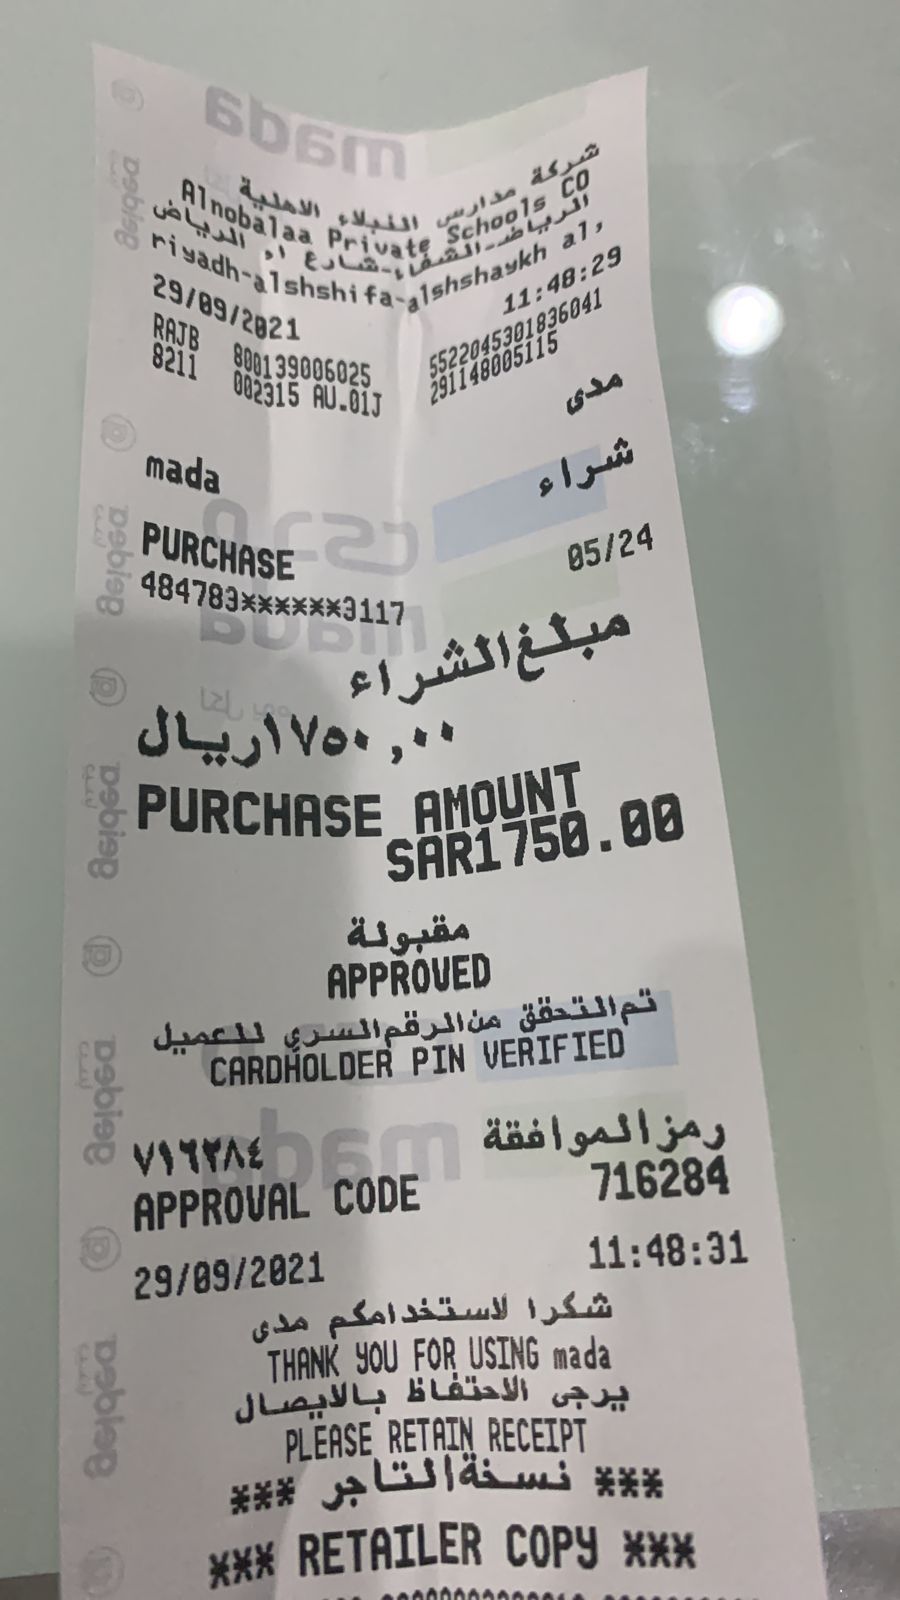 mada
شركة مدارس النبلاء الاهلية
Alnobalaa Private Schools CO
الرياض-الشفاء-شارع ال الرياض
riyadh-alshshifa-alshshaykh al,
29/09/2021 11:48:29
RAJB 800139006025 5522045301836041
8211 002315 AU.01J 291148005115
مدى
mada
شراء
PURCHASE 05/24
484783******3117
مبلغ الشراء
١٧٥٠,٠٠ ريال
PURCHASE AMOUNT
SAR1750.00
مقبولة
APPROVED
تم التحقق من الرقم السري للعميل
CARDHOLDER PIN VERIFIED
رمز الموافقة ٧١٦٢٨٤
APPROVAL CODE 716284
29/09/2021 11:48:31
شكرا لاستخدامكم مدى
THANK YOU FOR USING mada
يرجى الاحتفاظ بالايصال
PLEASE RETAIN RECEIPT
*** نسخة التاجر ***
*** RETAILER COPY ***